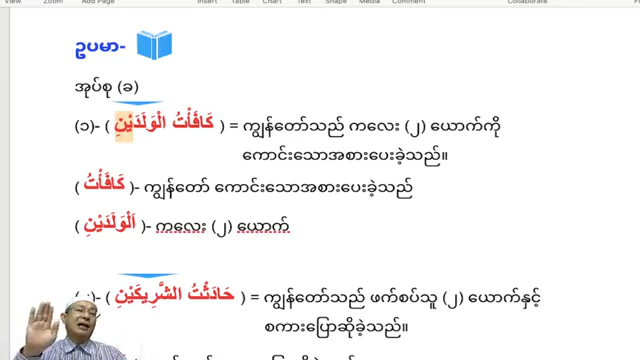 View Zoom Add Page Insert Table Chart Text Shape Media Comment Collaborate
ဥပမာ-
အုပ်စု (ခ)
(၁)- ( كَافَأْتُ الْوَلَدَيْنِ ) = ကျွန်တော်သည် ကလေး (၂) ယောက်ကို
ကောင်းသောအစားပေးခဲ့သည်။
( كَافَأْتُ )- ကျွန်တော် ကောင်းသောအစားပေးခဲ့သည်
( اَلْوَلَدَيْنِ )- ကလေး (၂) ယောက်
)- ( حَادَثْتُ الشَّرِيكَيْنِ ) = ကျွန်တော်သည် ဖက်စပ်သူ (၂) ယောက်နှင့်
စကားပြောဆိုခဲ့သည်။